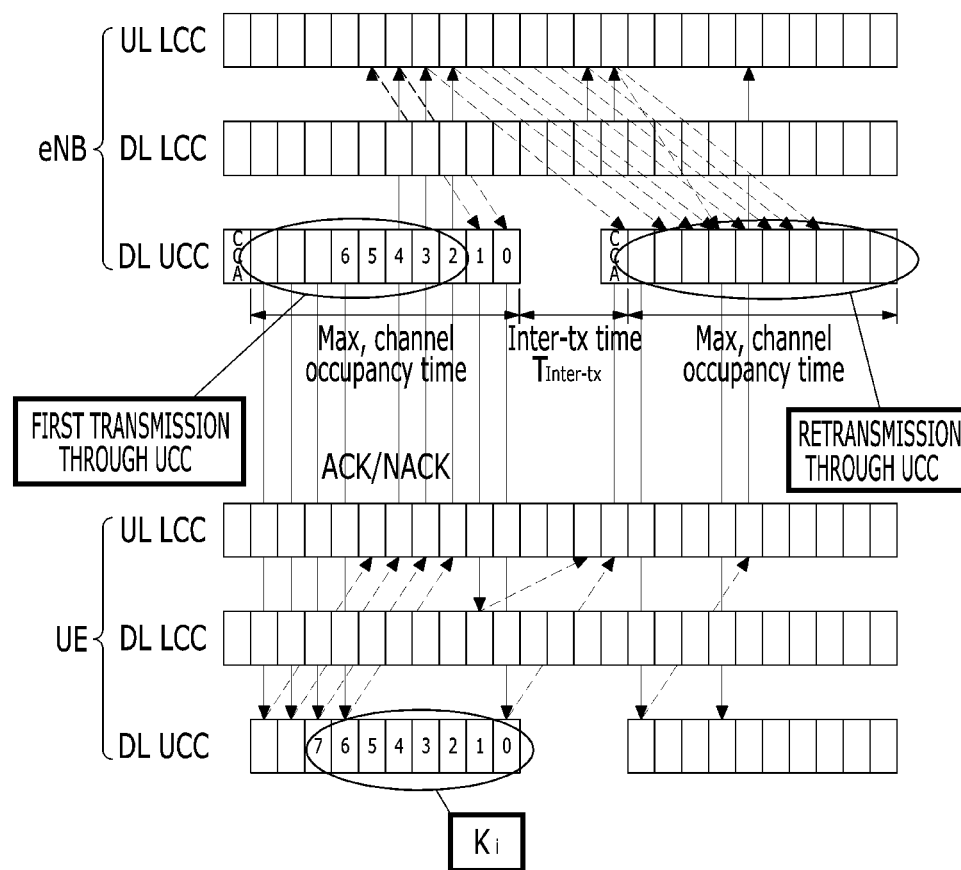 UL LCC
eNB
DL LCC
DL UCC
CCA
6 5 4 3 2 1 0
CCA
Max, channel
occupancy time
Inter-tx time
TInter-tx
Max, channel
occupancy time
FIRST TRANSMISSION
THROUGH UCC
RETRANSMISSION
THROUGH UCC
ACK/NACK
UL LCC
UE
DL LCC
DL UCC
7 6 5 4 3 2 1 0
Ki